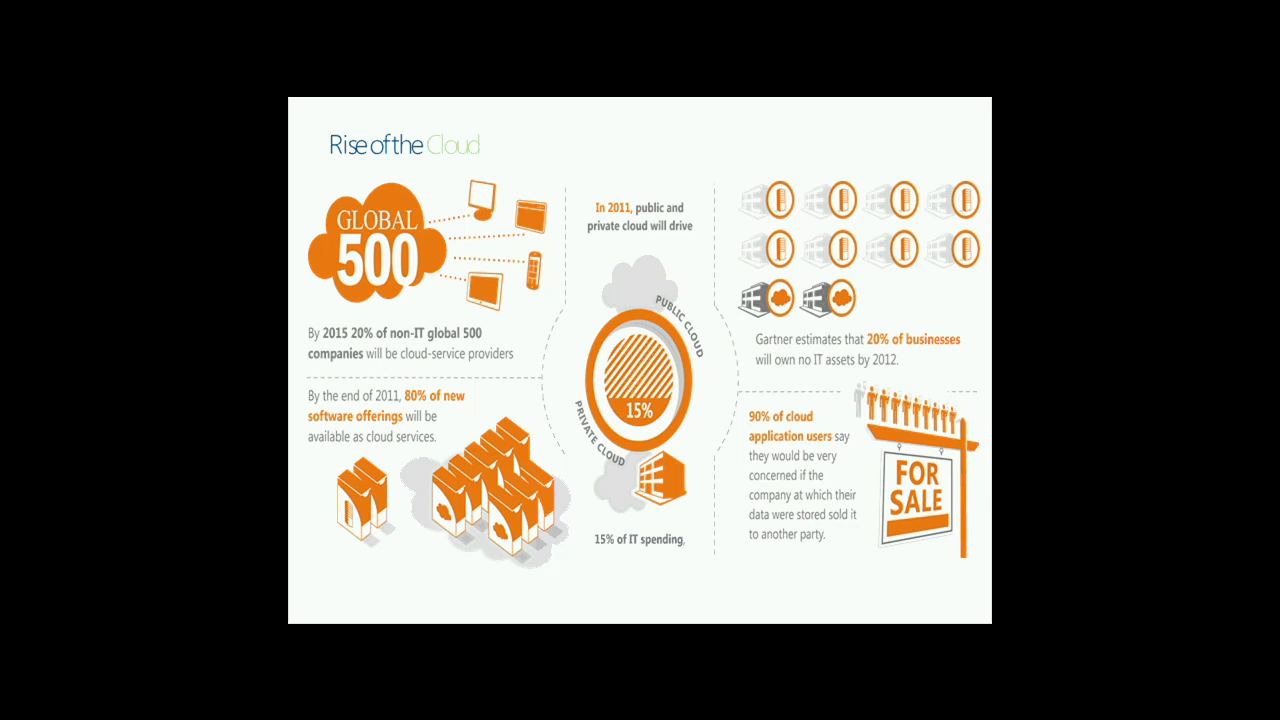 Rise of the Cloud
GLOBAL
500
By 2015 20% of non-IT global 500
companies will be cloud-service providers
By the end of 2011, 80% of new
software offerings will be
available as cloud services.
In 2011, public and
private cloud will drive
PUBLIC CLOUD
15%
PRIVATE CLOUD
15% of IT spending,
Gartner estimates that 20% of businesses
will own no IT assets by 2012.
90% of cloud
application users say
they would be very
concerned if the
company at which their
data were stored sold it
to another party.
FOR
SALE